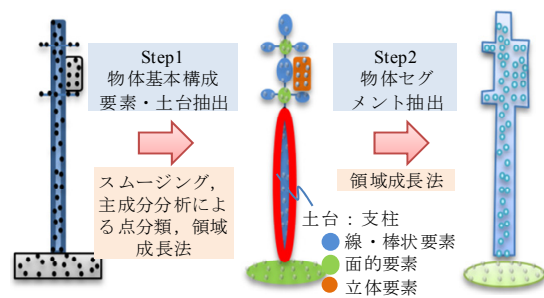 Step1
物体基本構成
要素・土台抽出
スムージング，
主成分分析によ
る点分類，領域
成長法
Step2
物体セグ
メント抽出
領域成長法
土台：支柱
線・棒状要素
面的要素
立体要素